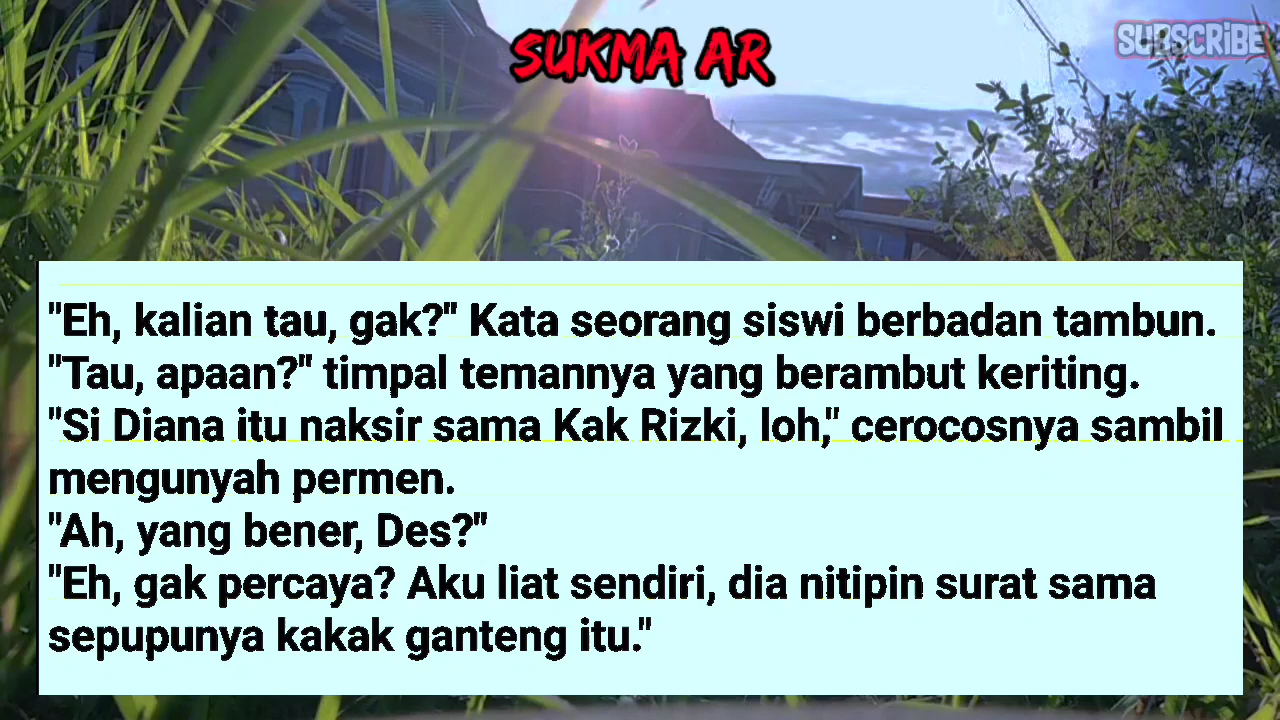 SUKMA AR
SUBSCRIBE
"Eh, kalian tau, gak?" Kata seorang siswi berbadan tambun.
"Tau, apaan?" timpal temannya yang berambut keriting.
"Si Diana itu naksir sama Kak Rizki, loh," cerocosnya sambil
mengunyah permen.
"Ah, yang bener, Des?"
"Eh, gak percaya? Aku liat sendiri, dia nitipin surat sama
sepupunya kakak ganteng itu."